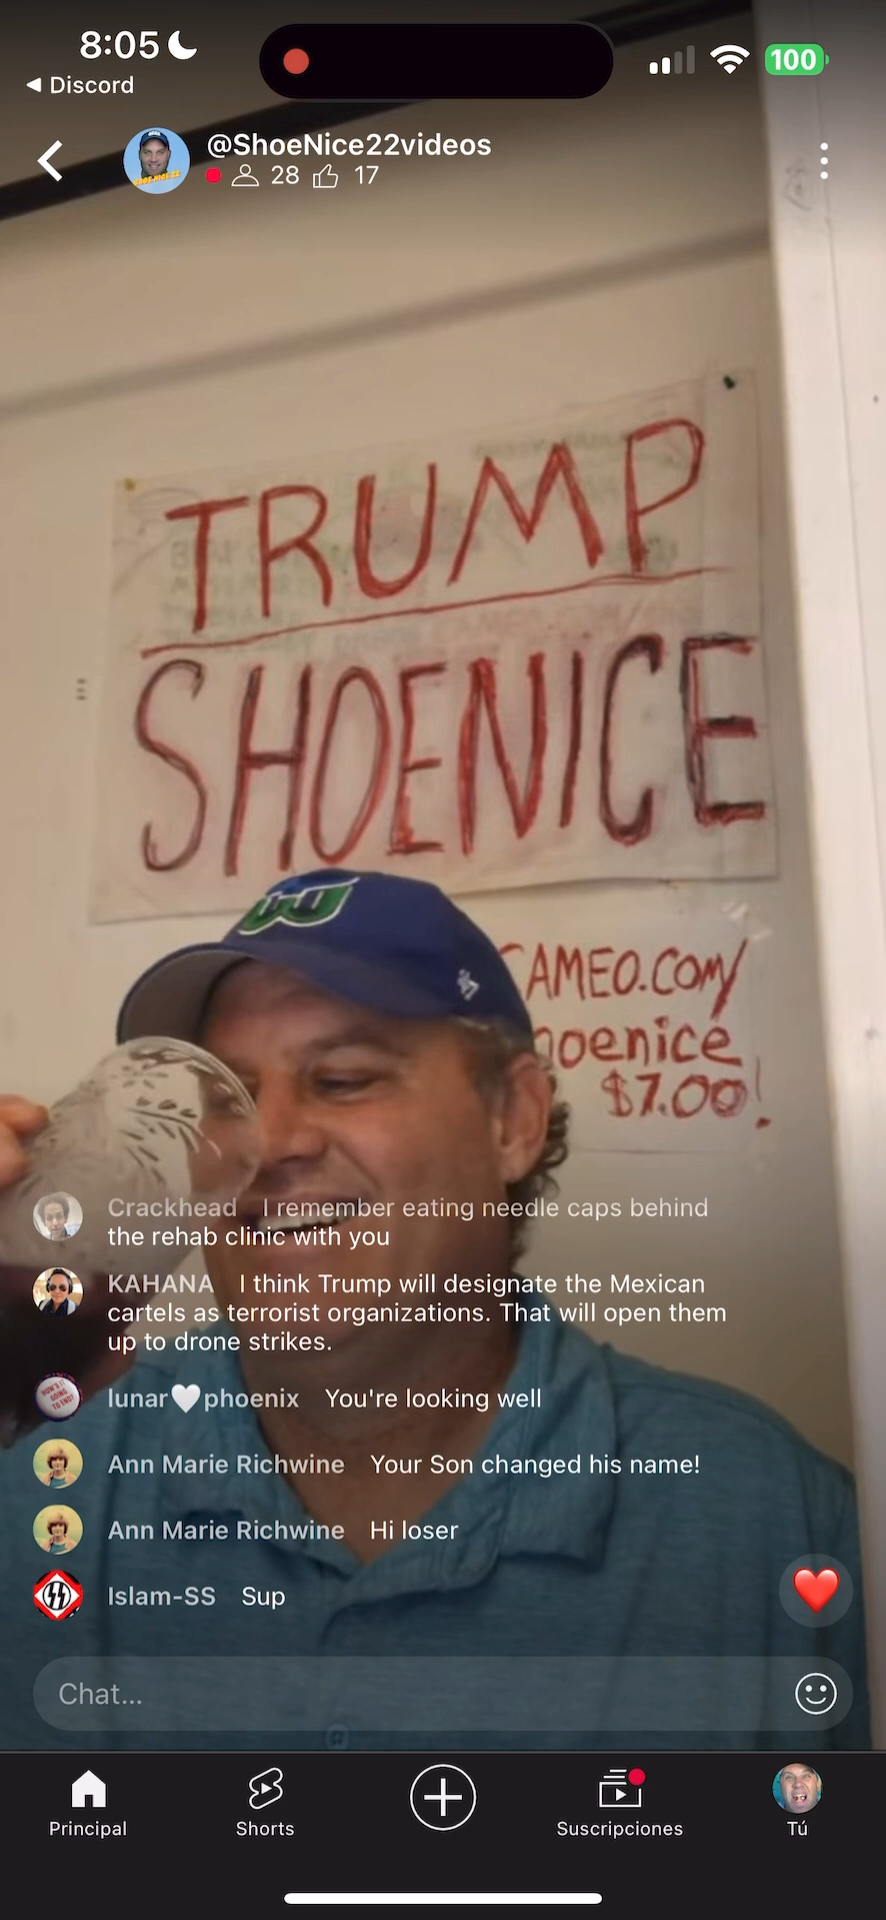 8:05
100
Discord
@ShoeNice22videos
28 17
TRUMP
SHOENICE
CAMEO.COM/
hoenice
$7.00!
Crackhead I remember eating needle caps behind
the rehab clinic with you
KAHANA I think Trump will designate the Mexican
cartels as terrorist organizations. That will open them
up to drone strikes.
lunar🤍phoenix You're looking well
Ann Marie Richwine Your Son changed his name!
Ann Marie Richwine Hi loser
Islam-SS Sup
Chat...
Principal
Shorts
Suscripciones
Tú